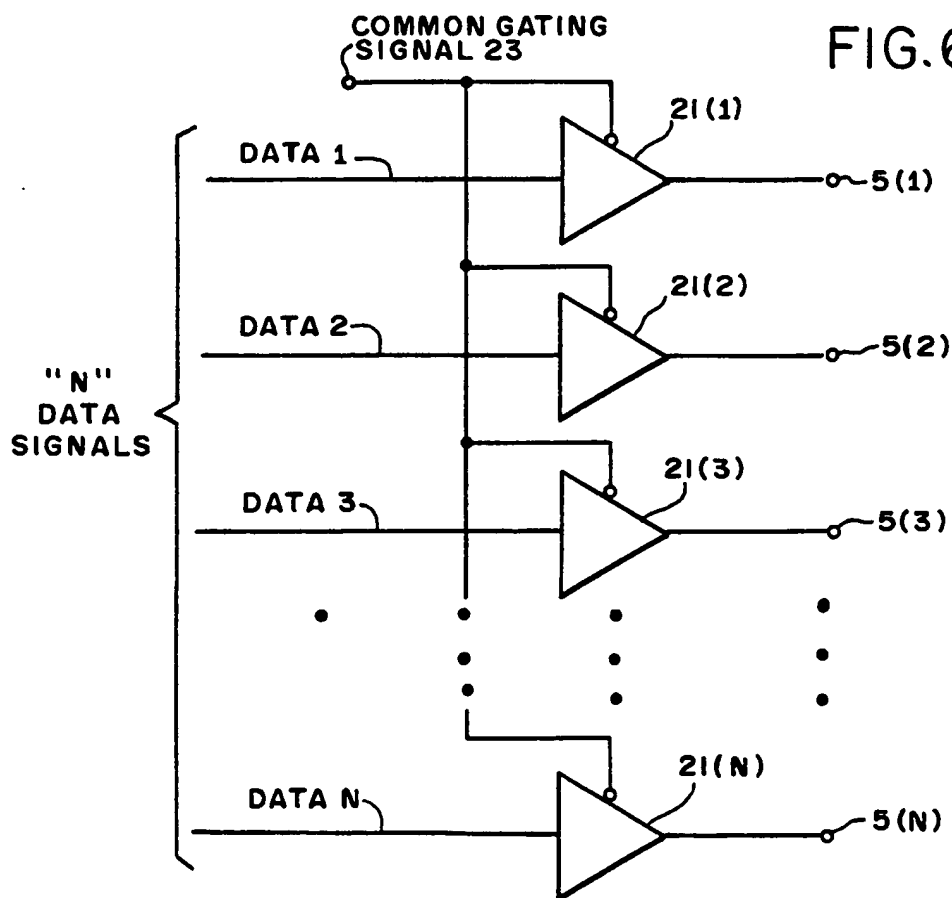 COMMON GATING
SIGNAL 23
FIG.6
21(1)
DATA 1
5(1)
21(2)
DATA 2
5(2)
"N"
DATA
SIGNALS
21(3)
DATA 3
5(3)
21(N)
DATA N
5(N)